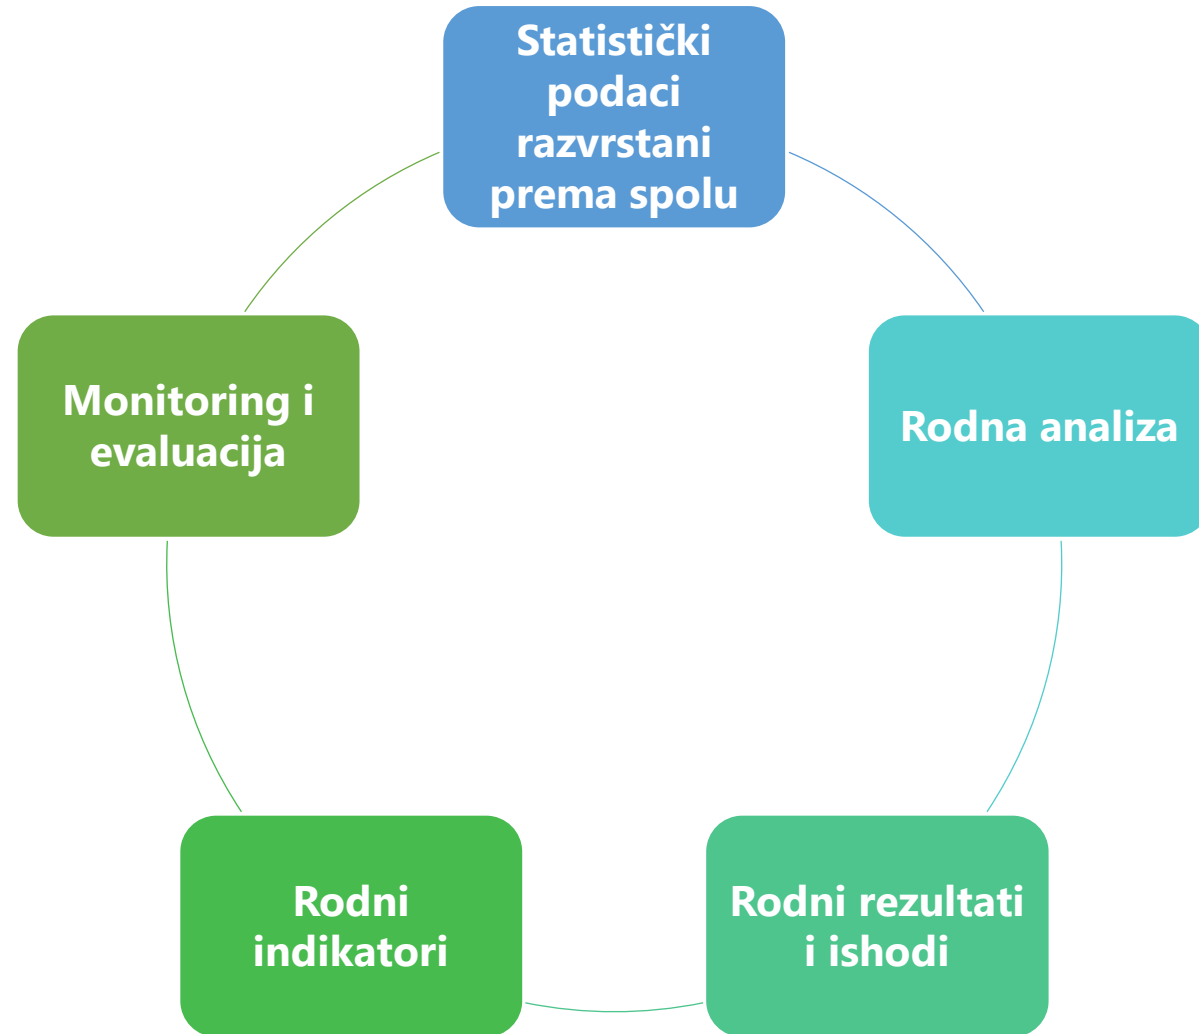 Statistički
podaci
razvrstani
prema spolu
Rodna analiza
Rodni rezultati
i ishodi
Rodni
indikatori
Monitoring i
evaluacija